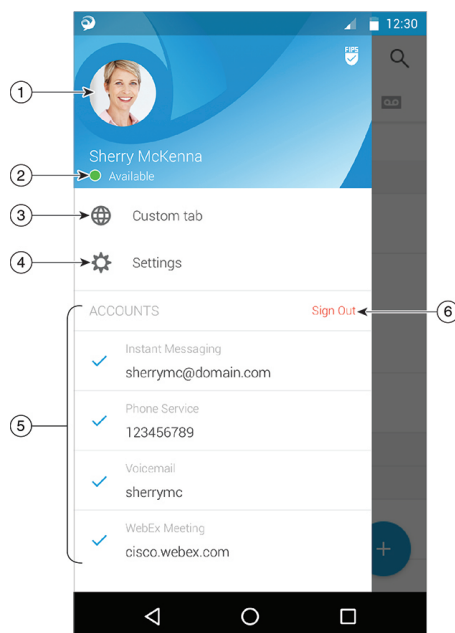 12:30
FIPS
1
Sherry McKenna
2
Available
3
Custom tab
4
Settings
ACCOUNTS
Sign Out
6
Instant Messaging
sherrymc@domain.com
5
Phone Service
123456789
Voicemail
sherrymc
WebEx Meeting
cisco.webex.com
+